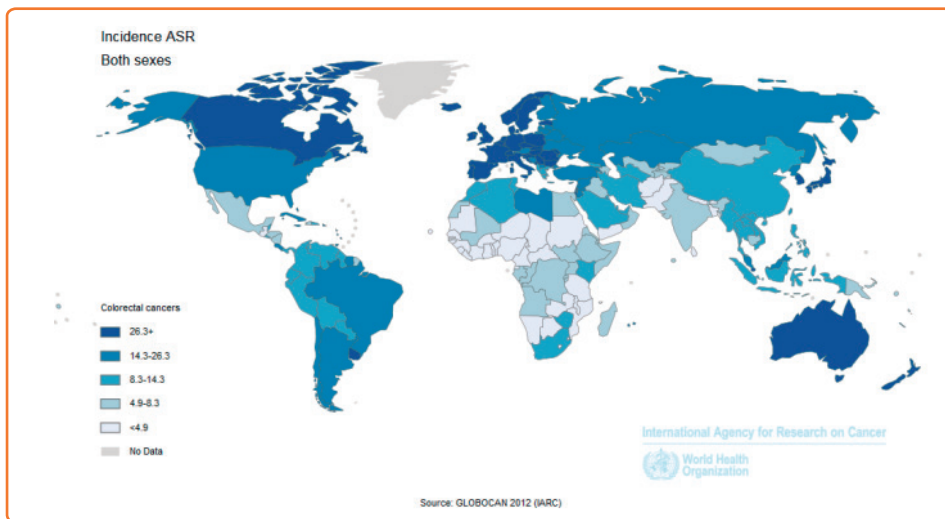 Incidence ASR
Both sexes
Colorectal cancers
26.3+
14.3-26.3
8.3-14.3
4.9-8.3
<4.9
No Data
International Agency for Research on Cancer
World Health
Organization
Source: GLOBOCAN 2012 (IARC)